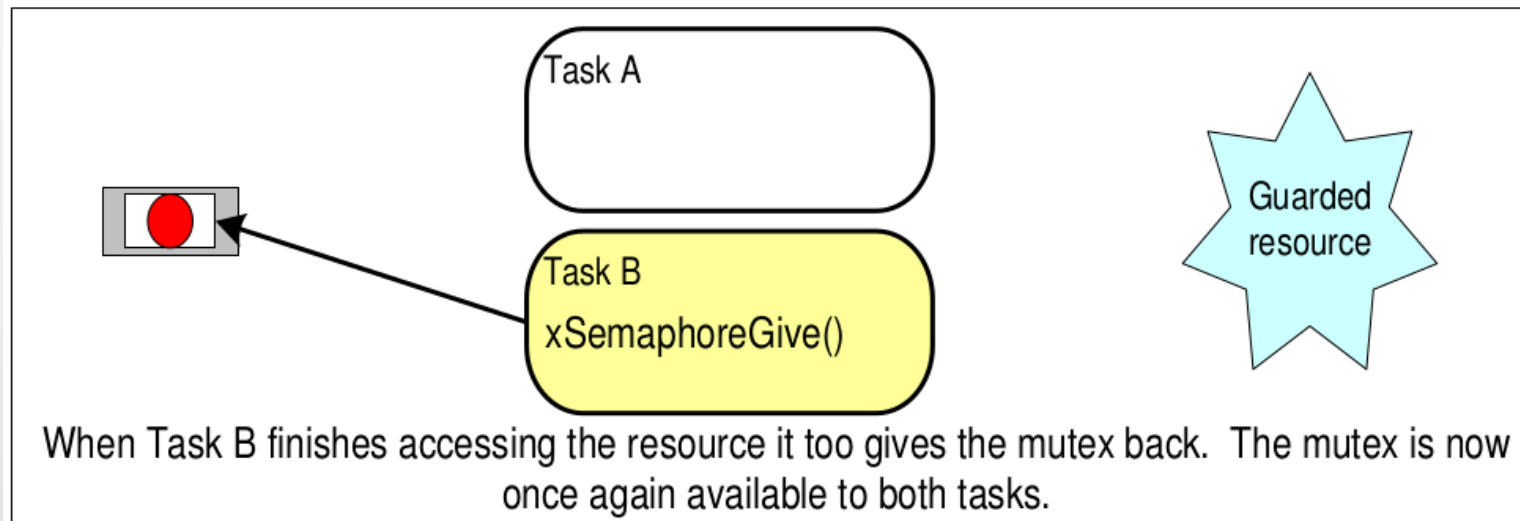 Task A
Guarded
resource
Task B
xSemaphoreGive()
When Task B finishes accessing the resource it too gives the mutex back.  The mutex is now
once again available to both tasks.